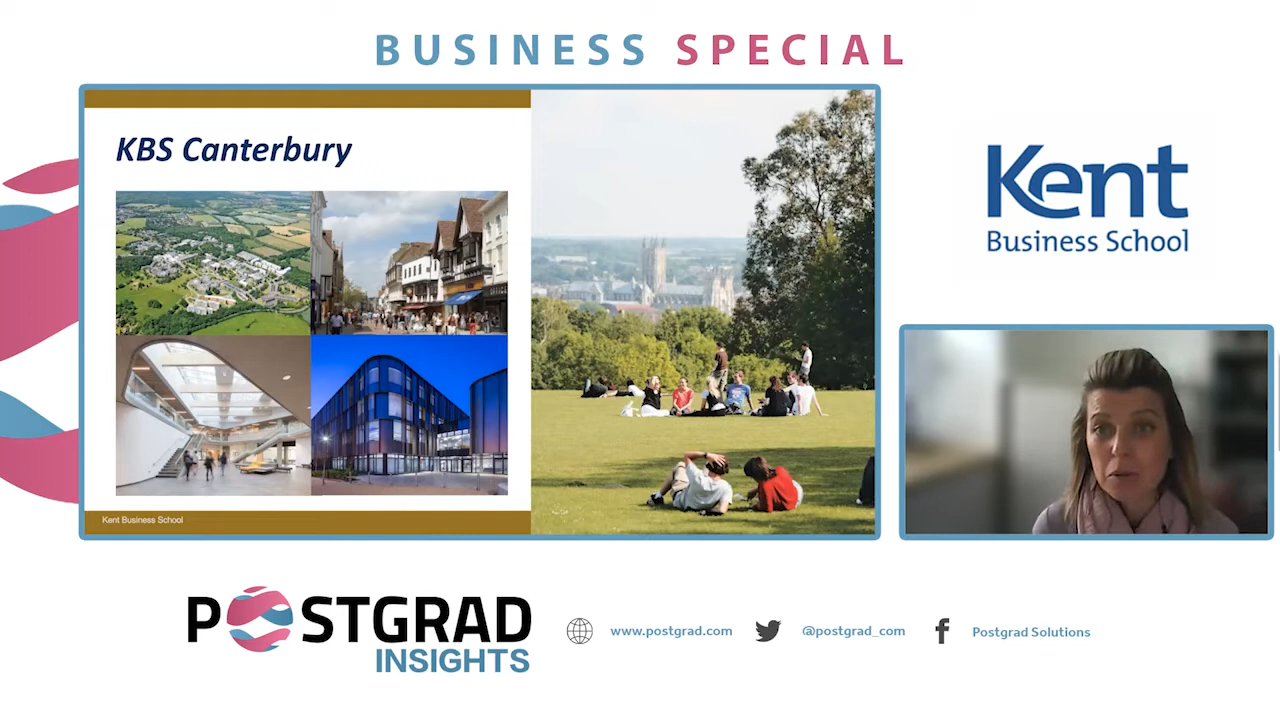 BUSINESS SPECIAL
KBS Canterbury
Kent Business School
Kent
Business School
POSTGRAD
INSIGHTS
www.postgrad.com
@postgrad_com
Postgrad Solutions